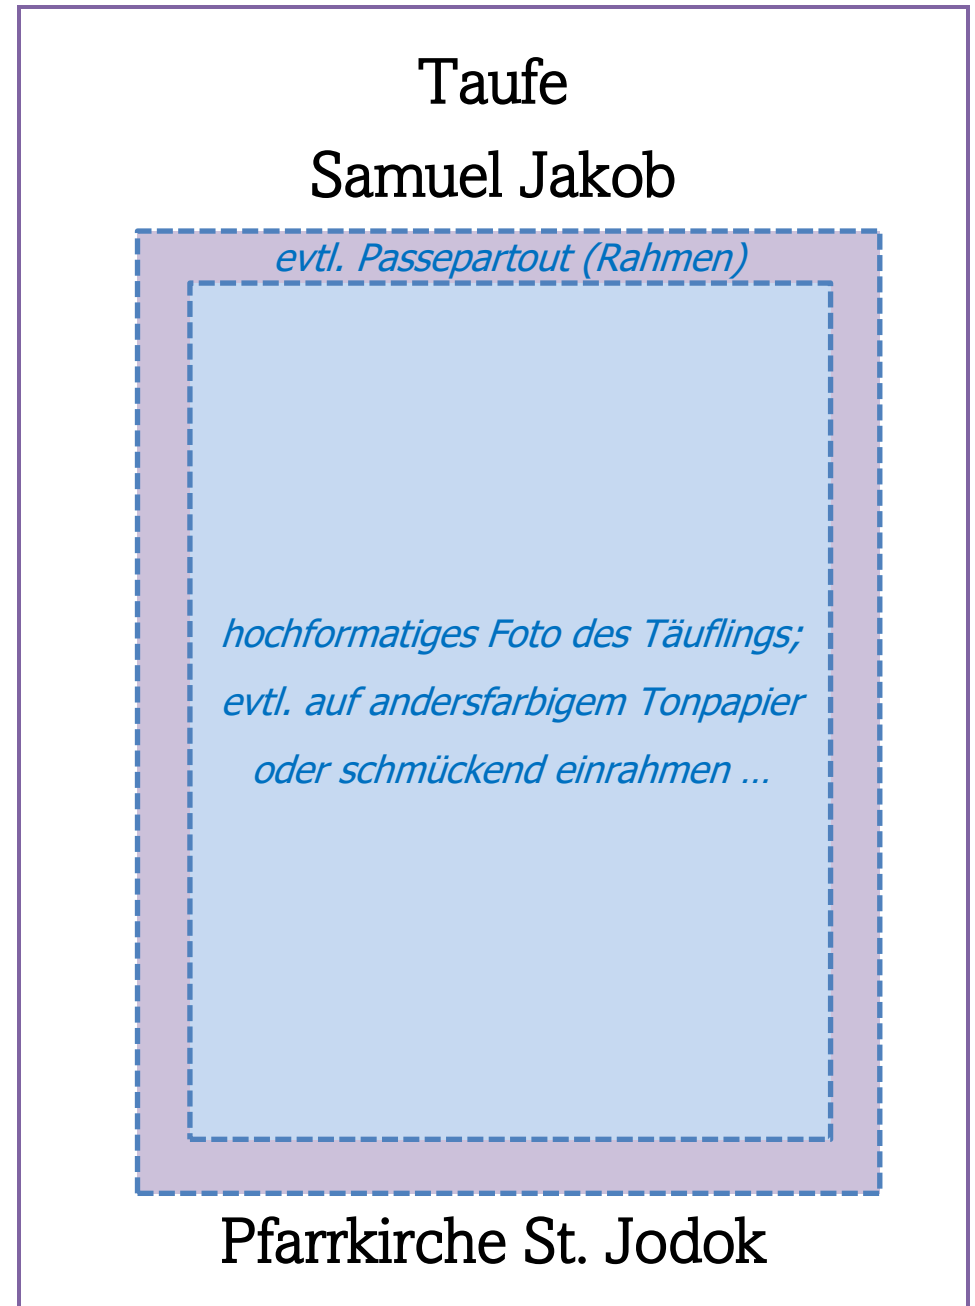 Taufe
Samuel Jakob
evtl. Passepartout (Rahmen)
hochformatiges Foto des Täuflings;
evtl. auf andersfarbigem Tonpapier
oder schmückend einrahmen ...
Pfarrkirche St. Jodok